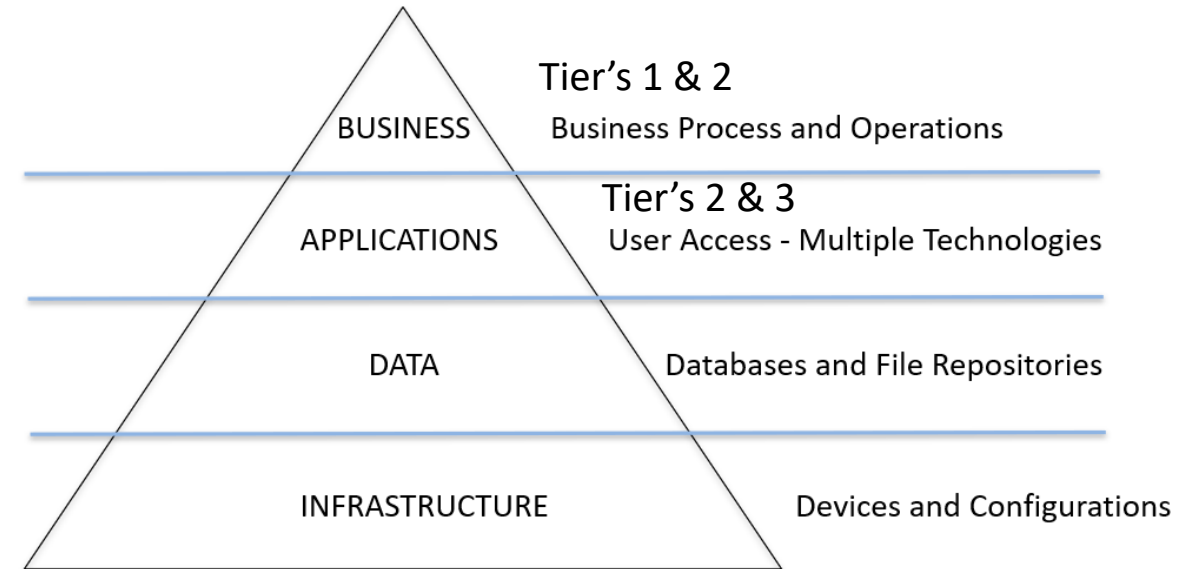 Tier’s 1 & 2
BUSINESS Business Process and Operations
Tier’s 2 & 3
APPLICATIONS User Access - Multiple Technologies
DATA Databases and File Repositories
INFRASTRUCTURE Devices and Configurations